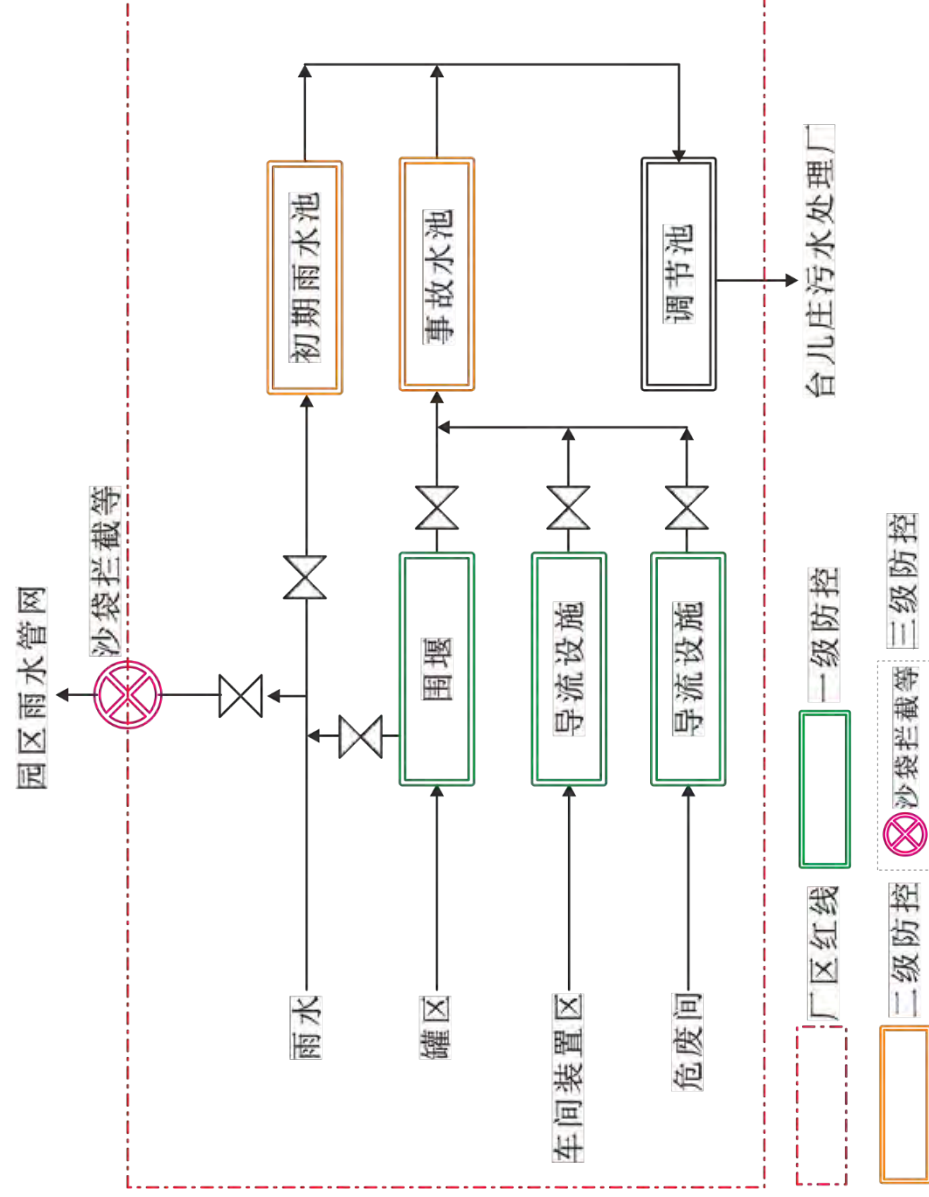 园区雨水管网
沙袋拦截等
雨水
初期雨水池
罐区
围堰
事故水池
车间装置区
导流设施
危废间
导流设施
调节池
台儿庄污水处理厂
厂区红线
一级防控
二级防控
沙袋拦截等
三级防控